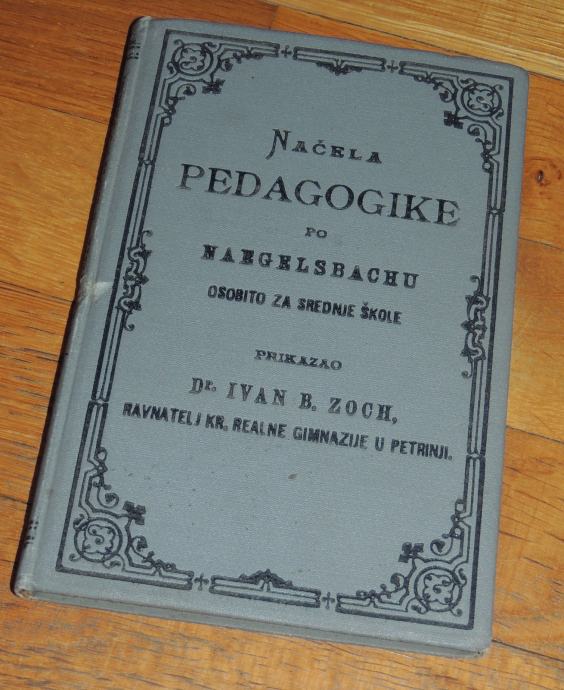 NAČELA
PEDAGOGIKE
PO
NAEGELSBACHU
OSOBITO ZA SREDNJE ŠKOLE
PRIKAZAO
Dr. IVAN B. ZOCH,
RAVNATELJ KR. REALNE GIMNAZIJE U PETRINJI.